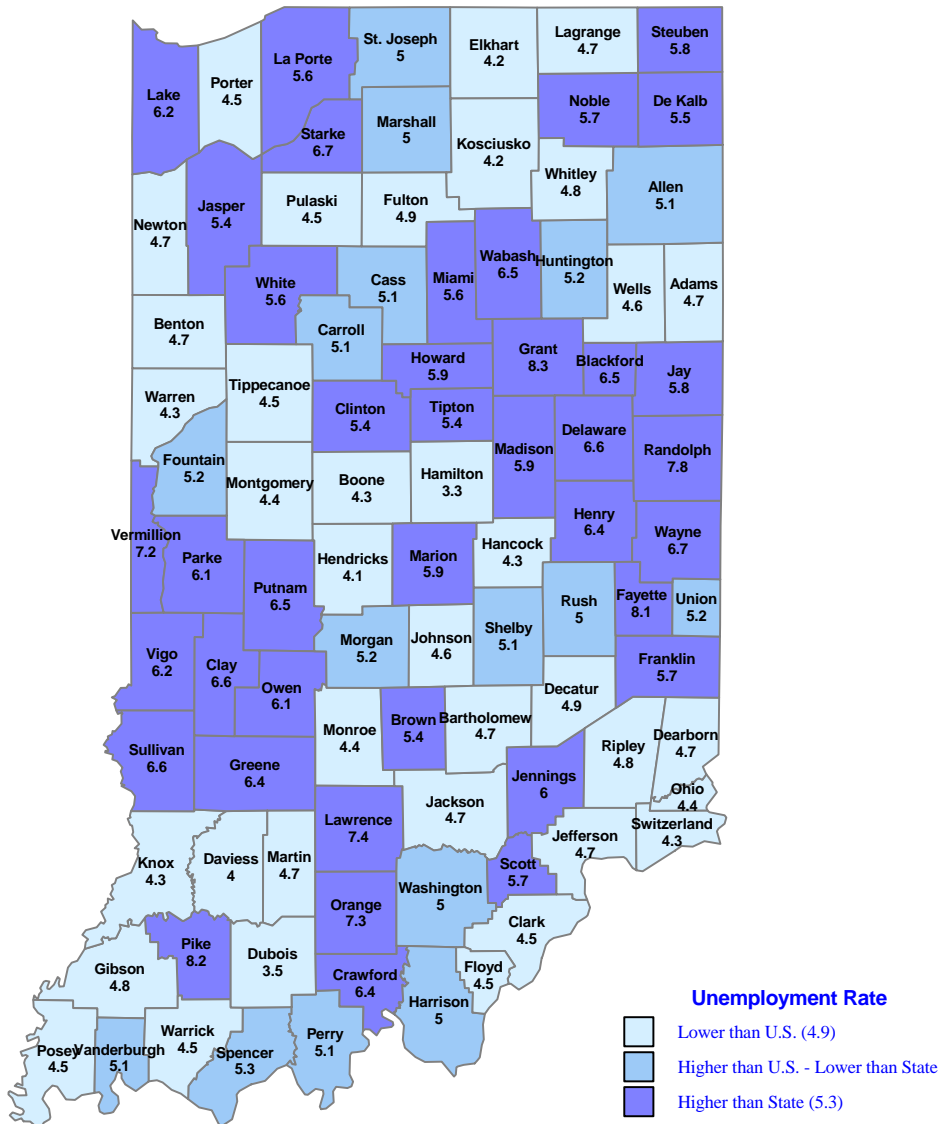 St. Joseph
5
Elkhart
4.2
Lagrange
4.7
Steuben
5.8
La Porte
5.6
Porter
4.5
Lake
6.2
Noble
5.7
De Kalb
5.5
Starke
6.7
Marshall
5
Kosciusko
4.2
Whitley
4.8
Allen
5.1
Newton
4.7
Jasper
5.4
Pulaski
4.5
Fulton
4.9
White
5.6
Cass
5.1
Miami
5.6
Wabash
6.5
Huntington
5.2
Wells
4.6
Adams
4.7
Benton
4.7
Carroll
5.1
Howard
5.9
Grant
8.3
Blackford
6.5
Jay
5.8
Warren
4.3
Tippecanoe
4.5
Clinton
5.4
Tipton
5.4
Madison
5.9
Delaware
6.6
Randolph
7.8
Fountain
5.2
Montgomery
4.4
Boone
4.3
Hamilton
3.3
Henry
6.4
Wayne
6.7
Vermillion
7.2
Parke
6.1
Putnam
6.5
Hendricks
4.1
Marion
5.9
Hancock
4.3
Rush
5
Fayette
8.1
Union
5.2
Vigo
6.2
Clay
6.6
Owen
6.1
Morgan
5.2
Johnson
4.6
Shelby
5.1
Franklin
5.7
Decatur
4.9
Sullivan
6.6
Greene
6.4
Monroe
4.4
Brown
5.4
Bartholomew
4.7
Jennings
6
Ripley
4.8
Dearborn
4.7
Ohio
4.4
Switzerland
4.3
Lawrence
7.4
Jackson
4.7
Jefferson
4.7
Scott
5.7
Knox
4.3
Daviess
4
Martin
4.7
Orange
7.3
Washington
5
Clark
4.5
Pike
8.2
Dubois
3.5
Crawford
6.4
Floyd
4.5
Harrison
5
Gibson
4.8
Posey
4.5
Vanderburgh
5.1
Warrick
4.5
Spencer
5.3
Perry
5.1
Unemployment Rate
Lower than U.S. (4.9)
Higher than U.S. - Lower than State
Higher than State (5.3)